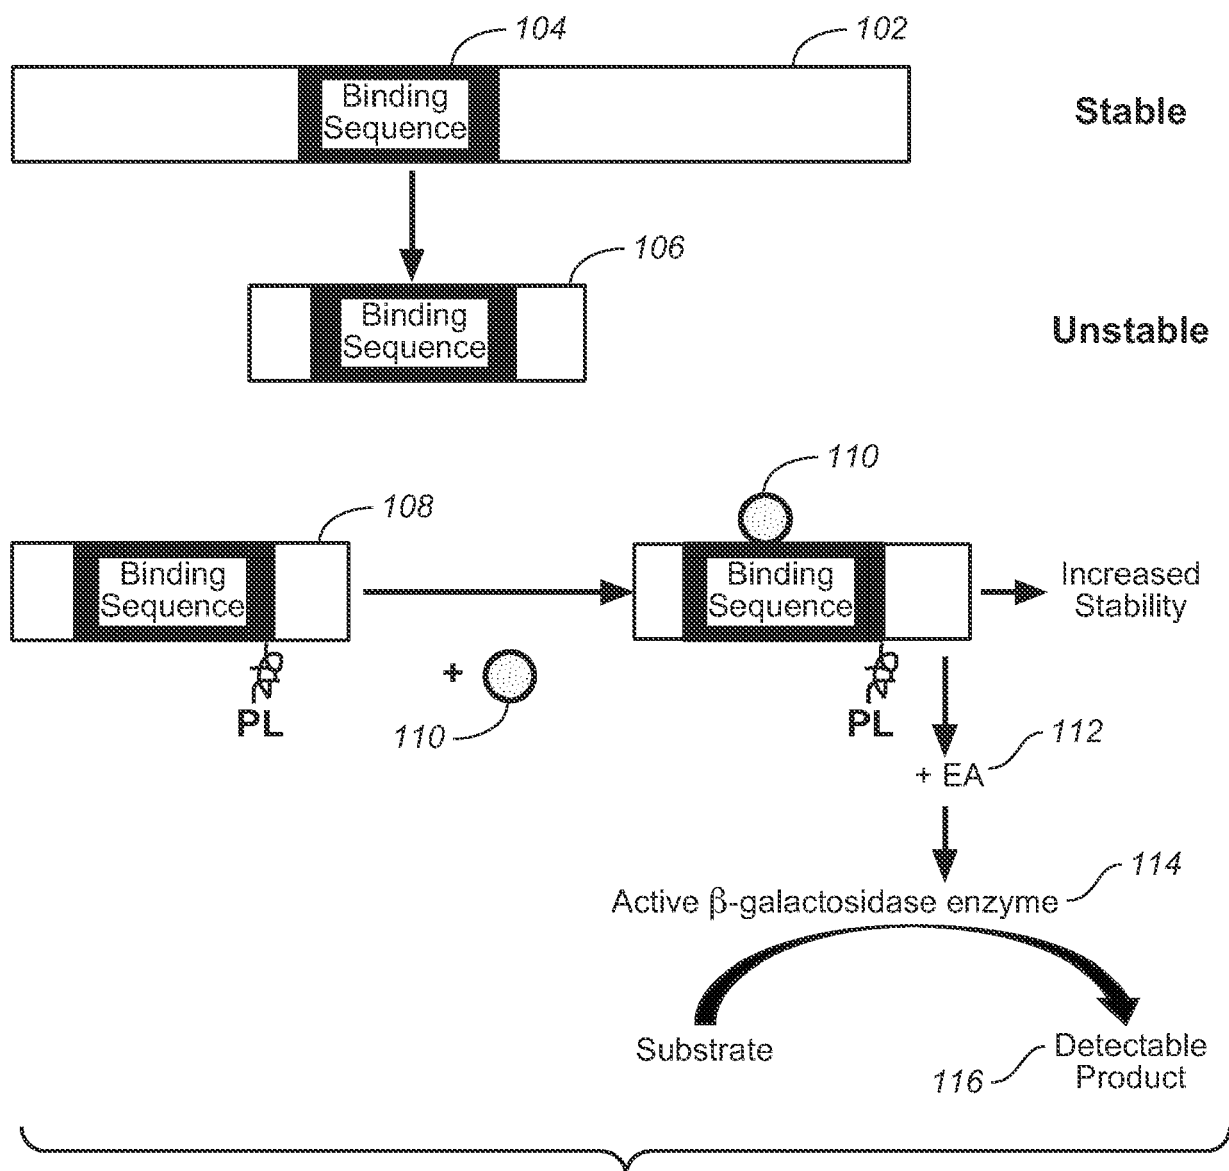 104
102
Binding
Sequence
Stable
106
Binding
Sequence
Unstable
110
108
Binding
Sequence
Binding
Sequence
Increased
Stability
+
PL
110
PL
112
+ EA
Active β-galactosidase enzyme
114
Substrate
Detectable
Product
116